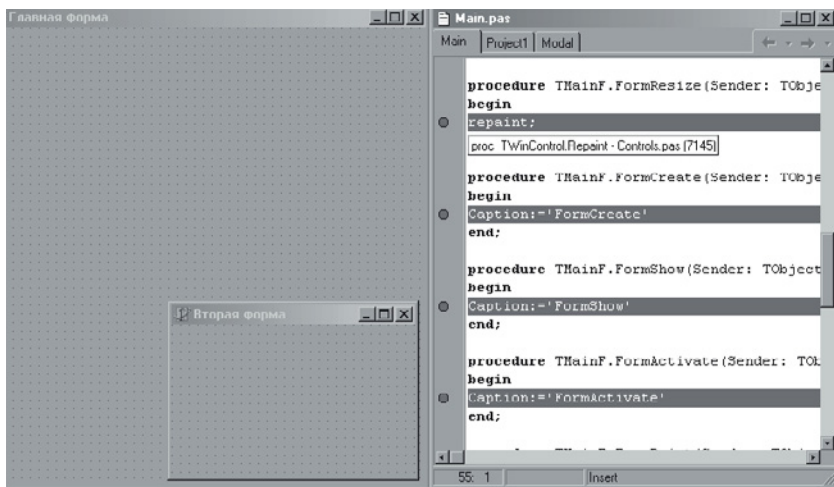 Главная форма
Вторая форма
Main.pas
Main Project1 Modal
procedure TMainF.FormResize(Sender: TObje
begin
repaint;
proc TWinControl.Repaint - Controls.pas (7145)
procedure TMainF.FormCreate(Sender: TObje
begin
Caption:='FormCreate'
end;
procedure TMainF.FormShow(Sender: TObject
begin
Caption:='FormShow'
end;
procedure TMainF.FormActivate(Sender: TOb
begin
Caption:='FormActivate'
end;
55: 1 Insert